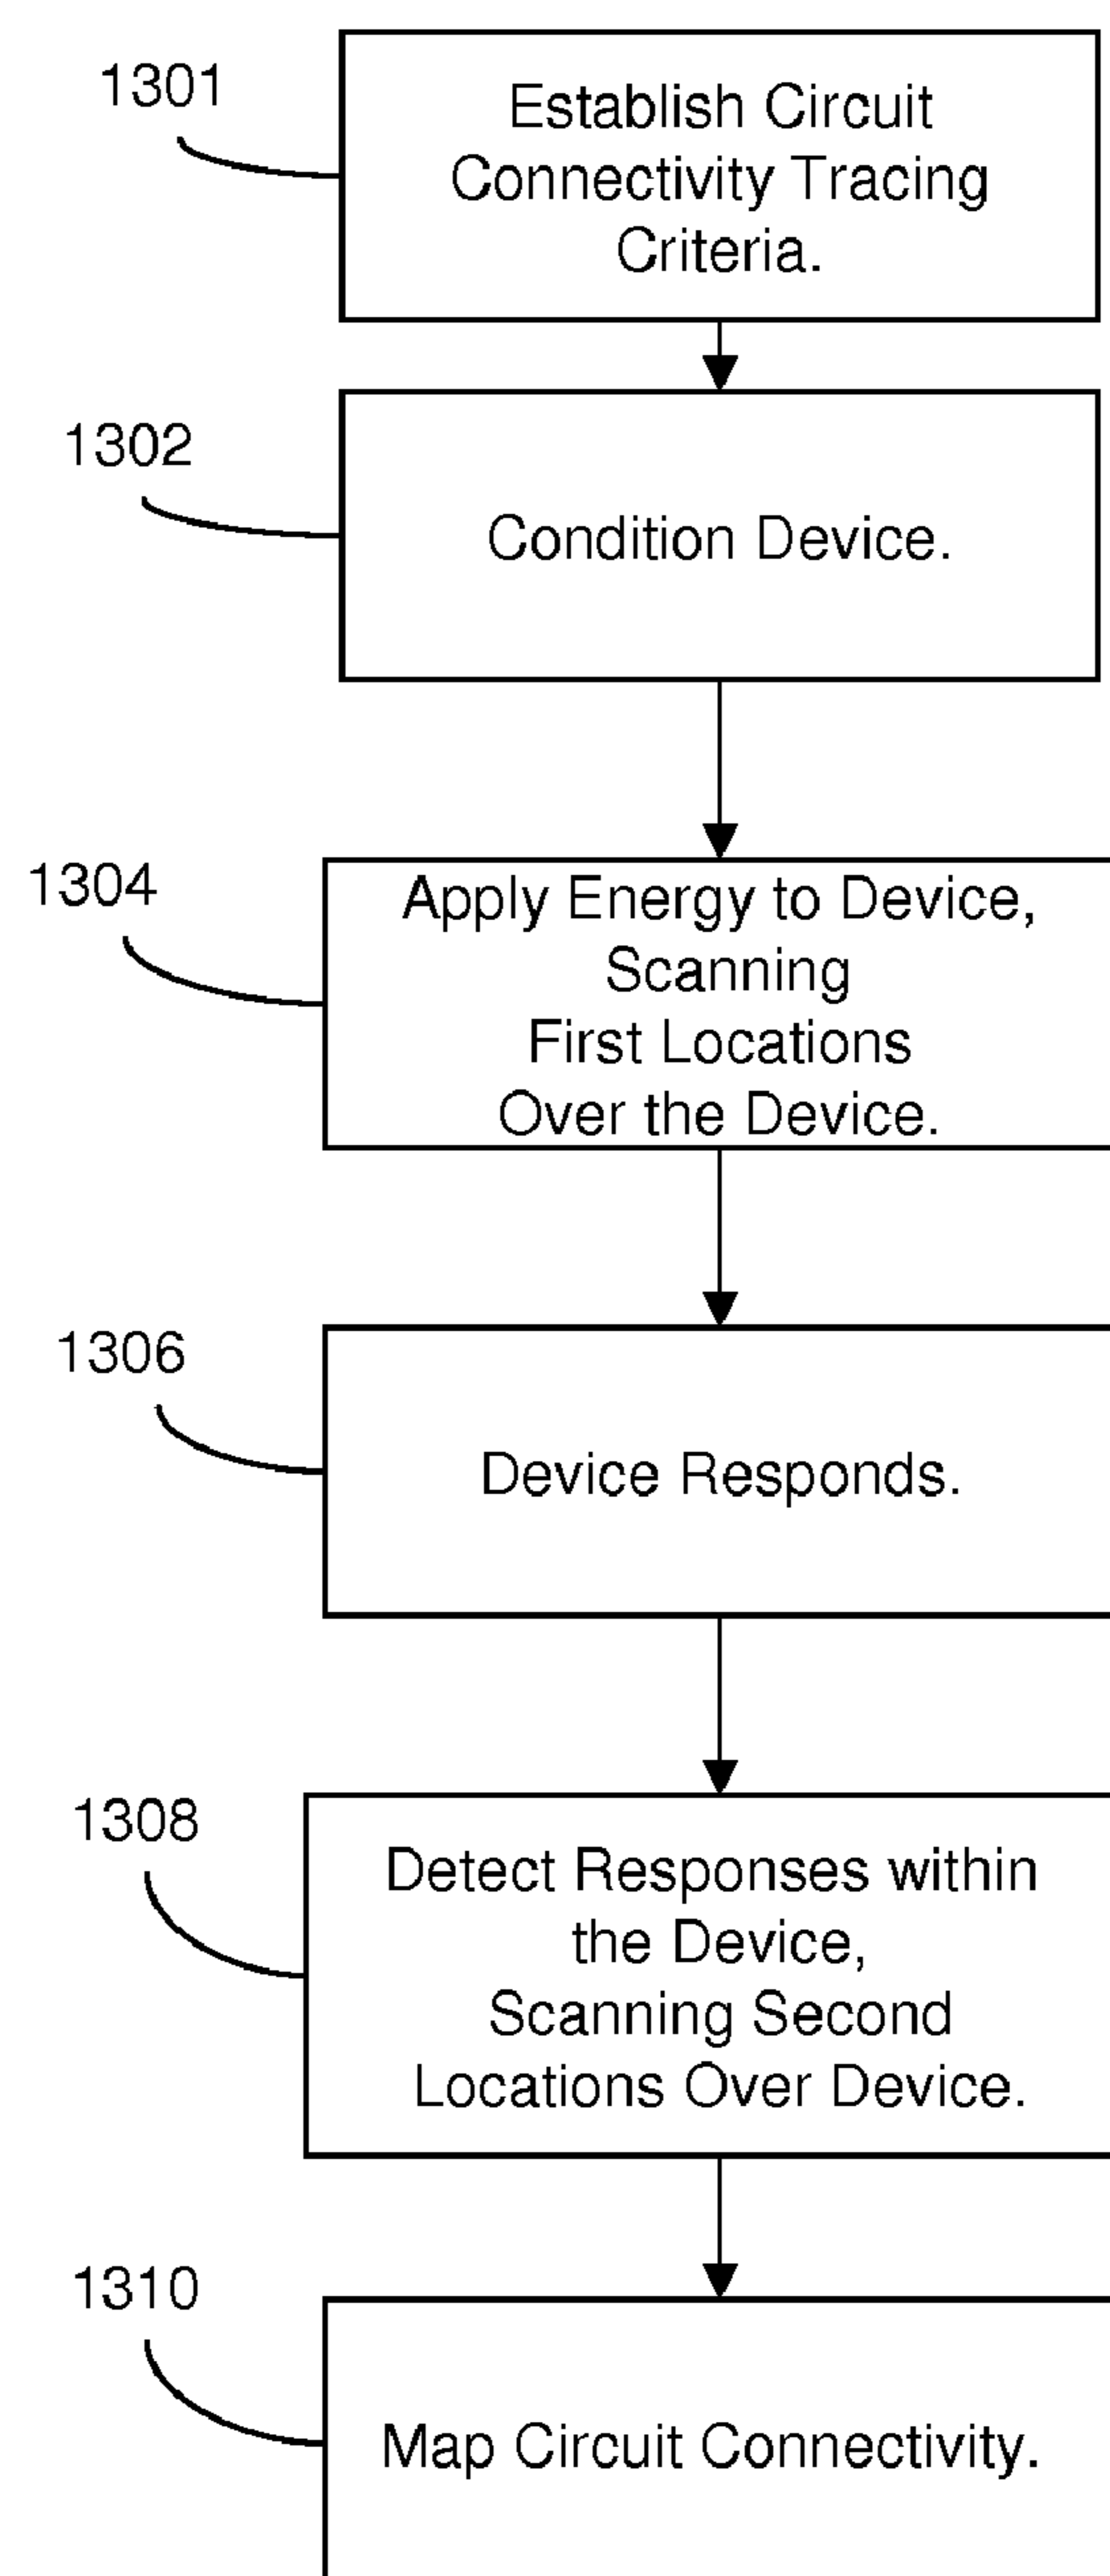 1301
Establish Circuit
Connectivity Tracing
Criteria.
1302
Condition Device.
1304
Apply Energy to Device,
Scanning
First Locations
Over the Device.
1306
Device Responds.
1308
Detect Responses within
the Device,
Scanning Second
Locations Over Device.
1310
Map Circuit Connectivity.